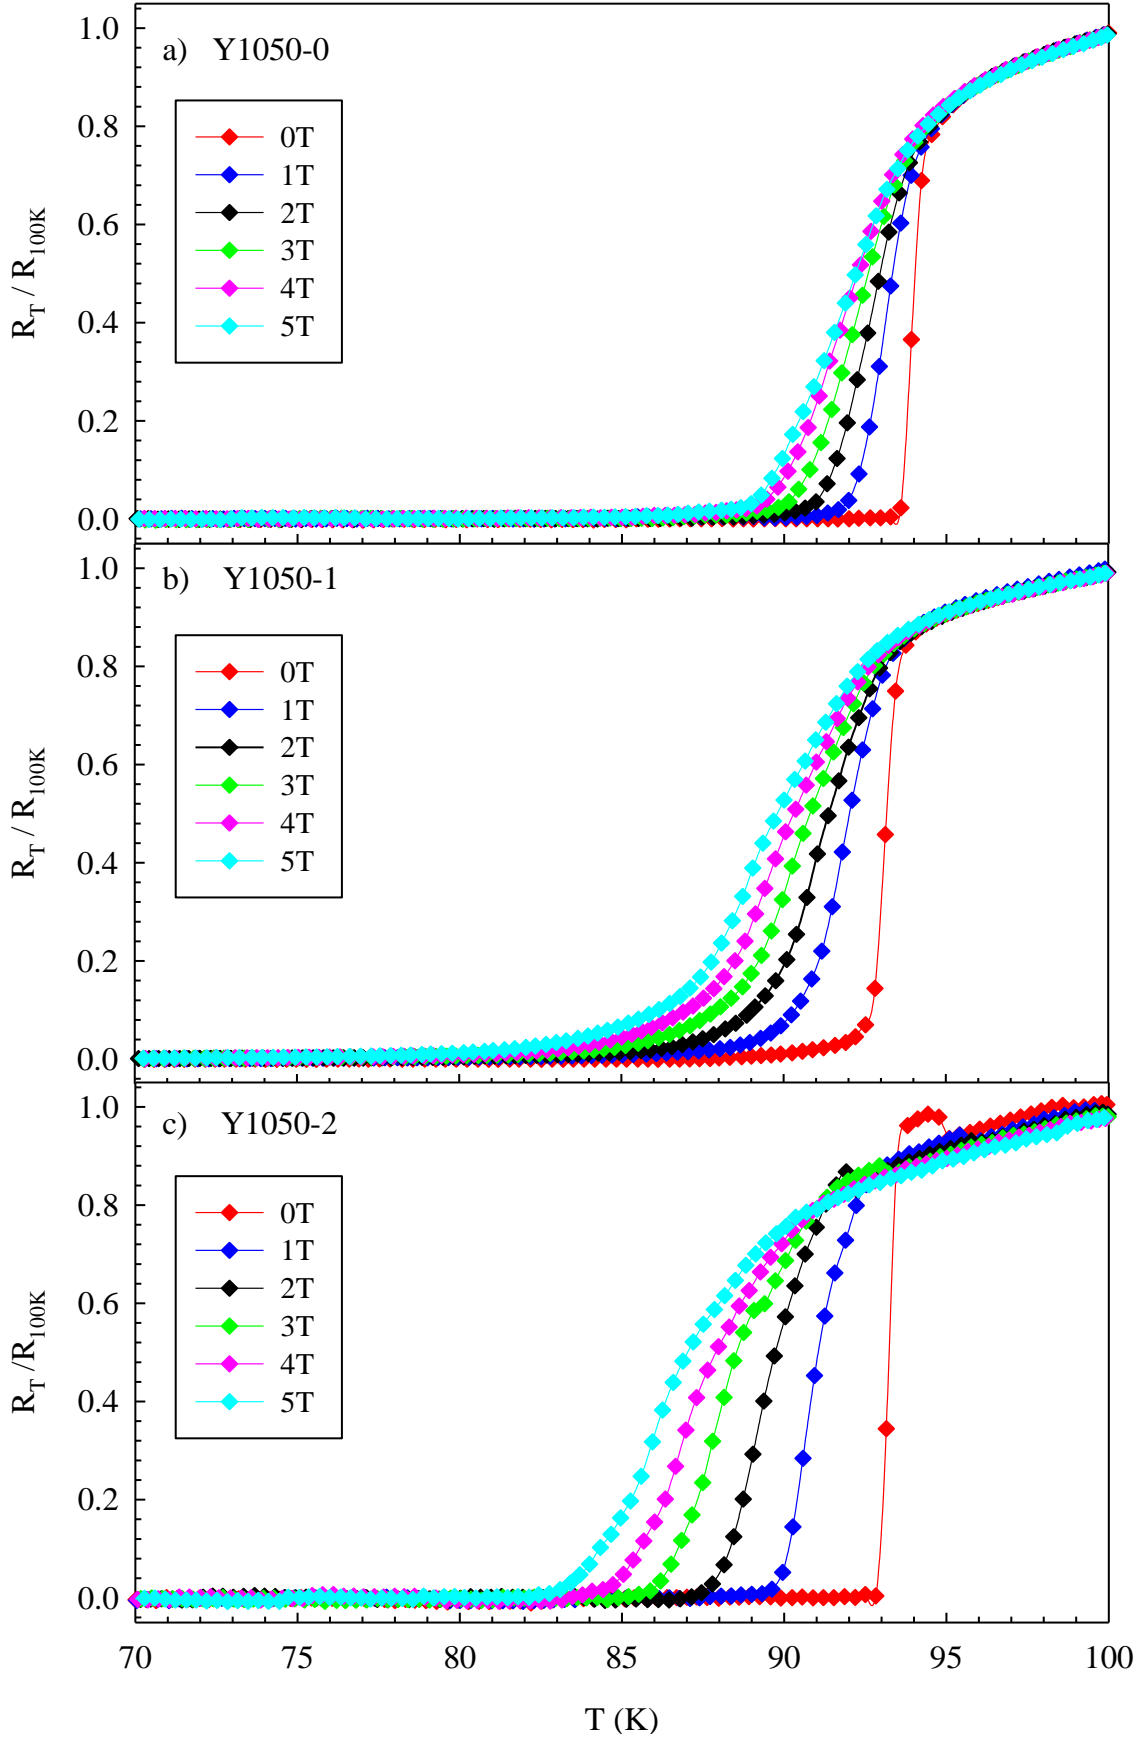 a) Y1050-0
1.0
0.8
0.6
0.4
0.2
0.0
R_T / R_100K
0T
1T
2T
3T
4T
5T
b) Y1050-1
1.0
0.8
0.6
0.4
0.2
0.0
R_T / R_100K
0T
1T
2T
3T
4T
5T
c) Y1050-2
1.0
0.8
0.6
0.4
0.2
0.0
R_T /R_100K
0T
1T
2T
3T
4T
5T
70 75 80 85 90 95 100
T (K)